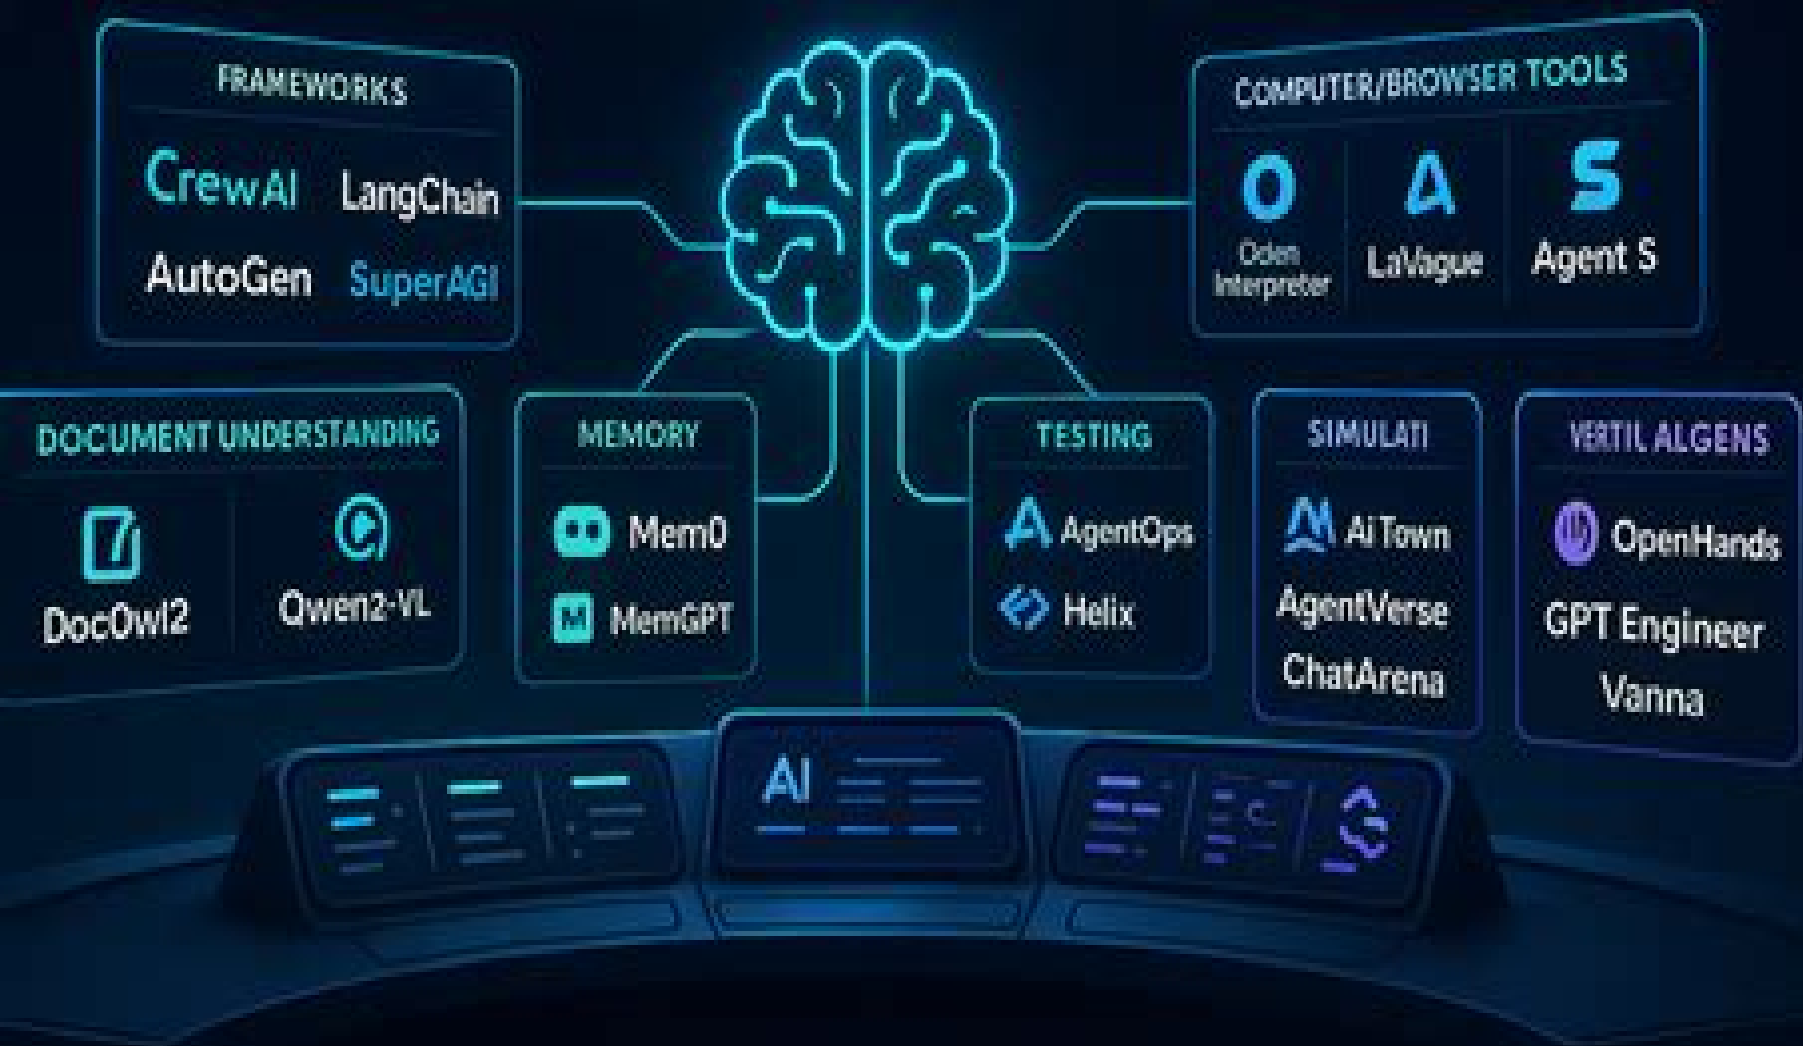 FRAMEWORKS
CrewAI LangChain
AutoGen SuperAGI
COMPUTER/BROWSER TOOLS
Oden
Interpreter
LaVague
Agent S
DOCUMENT UNDERSTANDING
DocOwl2
Qwen2-VL
MEMORY
Mem0
M MemGPT
TESTING
AgentOps
Helix
SIMULATI
Ai Town
AgentVerse
ChatArena
VERTIL ALGENS
OpenHands
GPT Engineer
Vanna
AI